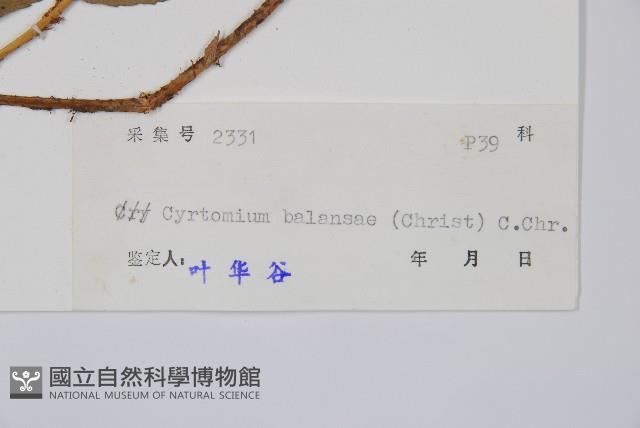 采集号 2331 P39 科
Cyrtomium balansae (Christ) C.Chr.
鉴定人: 叶华谷 年 月 日
國立自然科學博物館
NATIONAL MUSEUM OF NATURAL SCIENCE